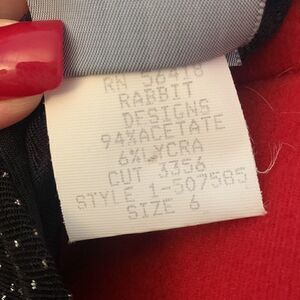 RN 56418
RABBIT
DESIGNS
94%ACETATE
6%LYCRA
CUT 3356
STYLE 1-507585
SIZE 6